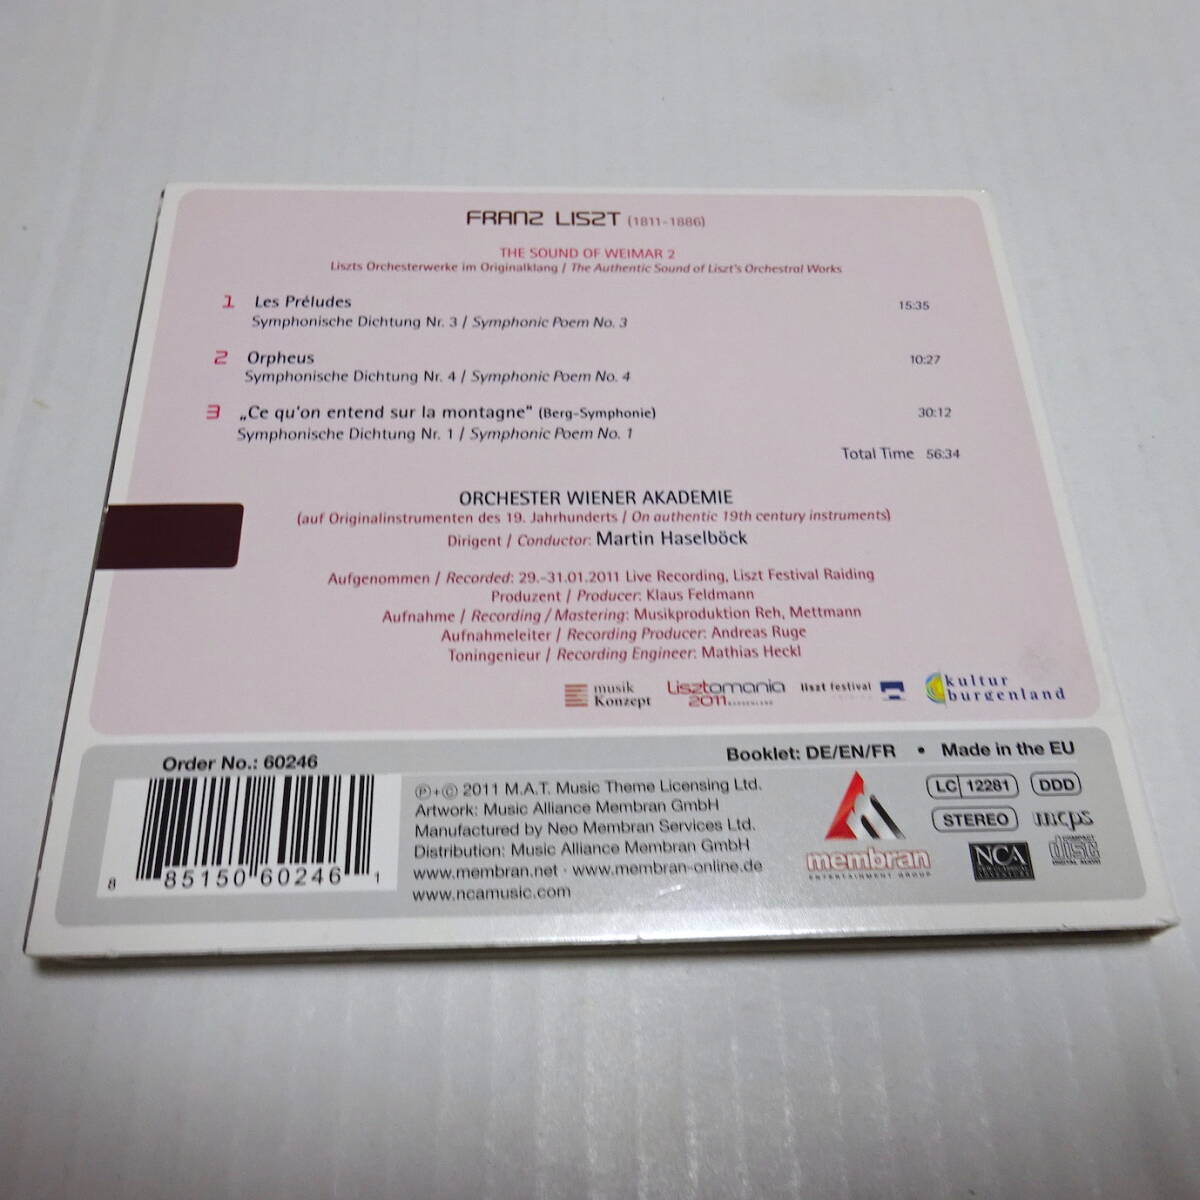 FRANZ LISZT (1811-1886)
THE SOUND OF WEIMAR 2
Liszts Orchesterwerke im Originalklang / The Authentic Sound of Liszt's Orchestral Works
1 Les Préludes 15:35
Symphonische Dichtung Nr. 3 / Symphonic Poem No. 3
2 Orpheus 10:27
Symphonische Dichtung Nr. 4 / Symphonic Poem No. 4
3 „Ce qu'on entend sur la montagne" (Berg-Symphonie) 30:12
Symphonische Dichtung Nr. 1 / Symphonic Poem No. 1
Total Time 56:34
ORCHESTER WIENER AKADEMIE
(auf Originalinstrumenten des 19. Jahrhunderts / On authentic 19th century instruments)
Dirigent / Conductor: Martin Haselböck
Aufgenommen / Recorded: 29.-31.01.2011 Live Recording, Liszt Festival Raiding
Produzent / Producer: Klaus Feldmann
Aufnahme / Recording / Mastering: Musikproduktion Reh, Mettmann
Aufnahmeleiter / Recording Producer: Andreas Ruge
Toningenieur / Recording Engineer: Mathias Heckl
musik
Konzept
Lisztomania
2011 BURGENLAND
liszt festival
kultur
burgenland
Order No.: 60246
Booklet: DE/EN/FR • Made in the EU
8 85150 60246 1
℗+© 2011 M.A.T. Music Theme Licensing Ltd.
Artwork: Music Alliance Membran GmbH
Manufactured by Neo Membran Services Ltd.
Distribution: Music Alliance Membran GmbH
www.membran.net · www.membran-online.de
www.ncamusic.com
membran
ENTERTAINMENT GROUP
LC 12281
DDD
STEREO
mcps
NCA
COMPACT
disc
DIGITAL AUDIO